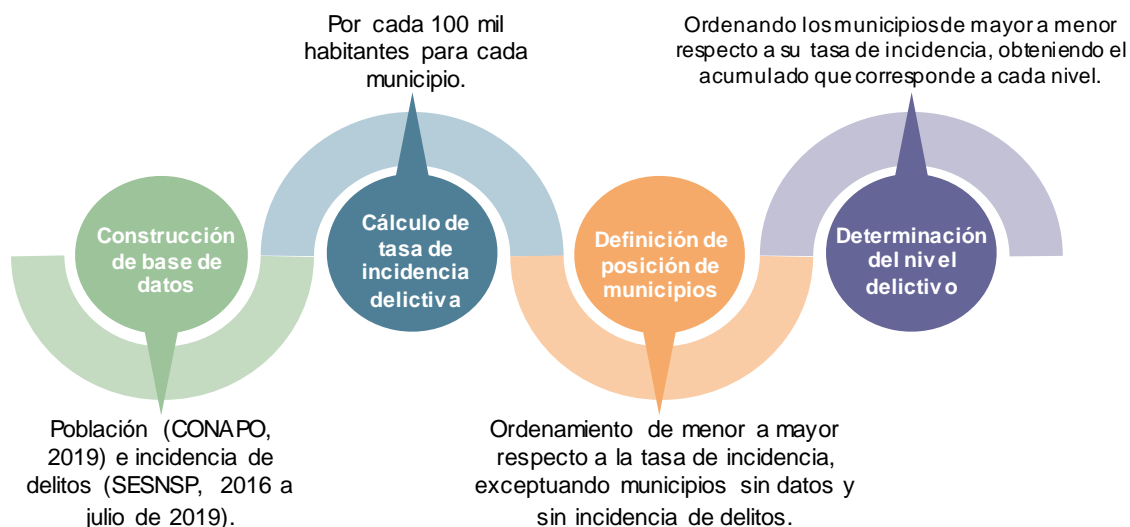 Construcción
de base de
datos
Población (CONAPO,
2019) e incidencia de
delitos (SESNSP, 2016 a
julio de 2019).
Por cada 100 mil
habitantes para cada
municipio.
Cálculo de
tasa de
incidencia
delictiva
Definición de
posición de
municipios
Ordenamiento de menor a mayor
respecto a la tasa de incidencia,
exceptuando municipios sin datos y
sin incidencia de delitos.
Ordenando los municipios de mayor a menor
respecto a su tasa de incidencia, obteniendo el
acumulado que corresponde a cada nivel.
Determinación
del nivel
delictivo